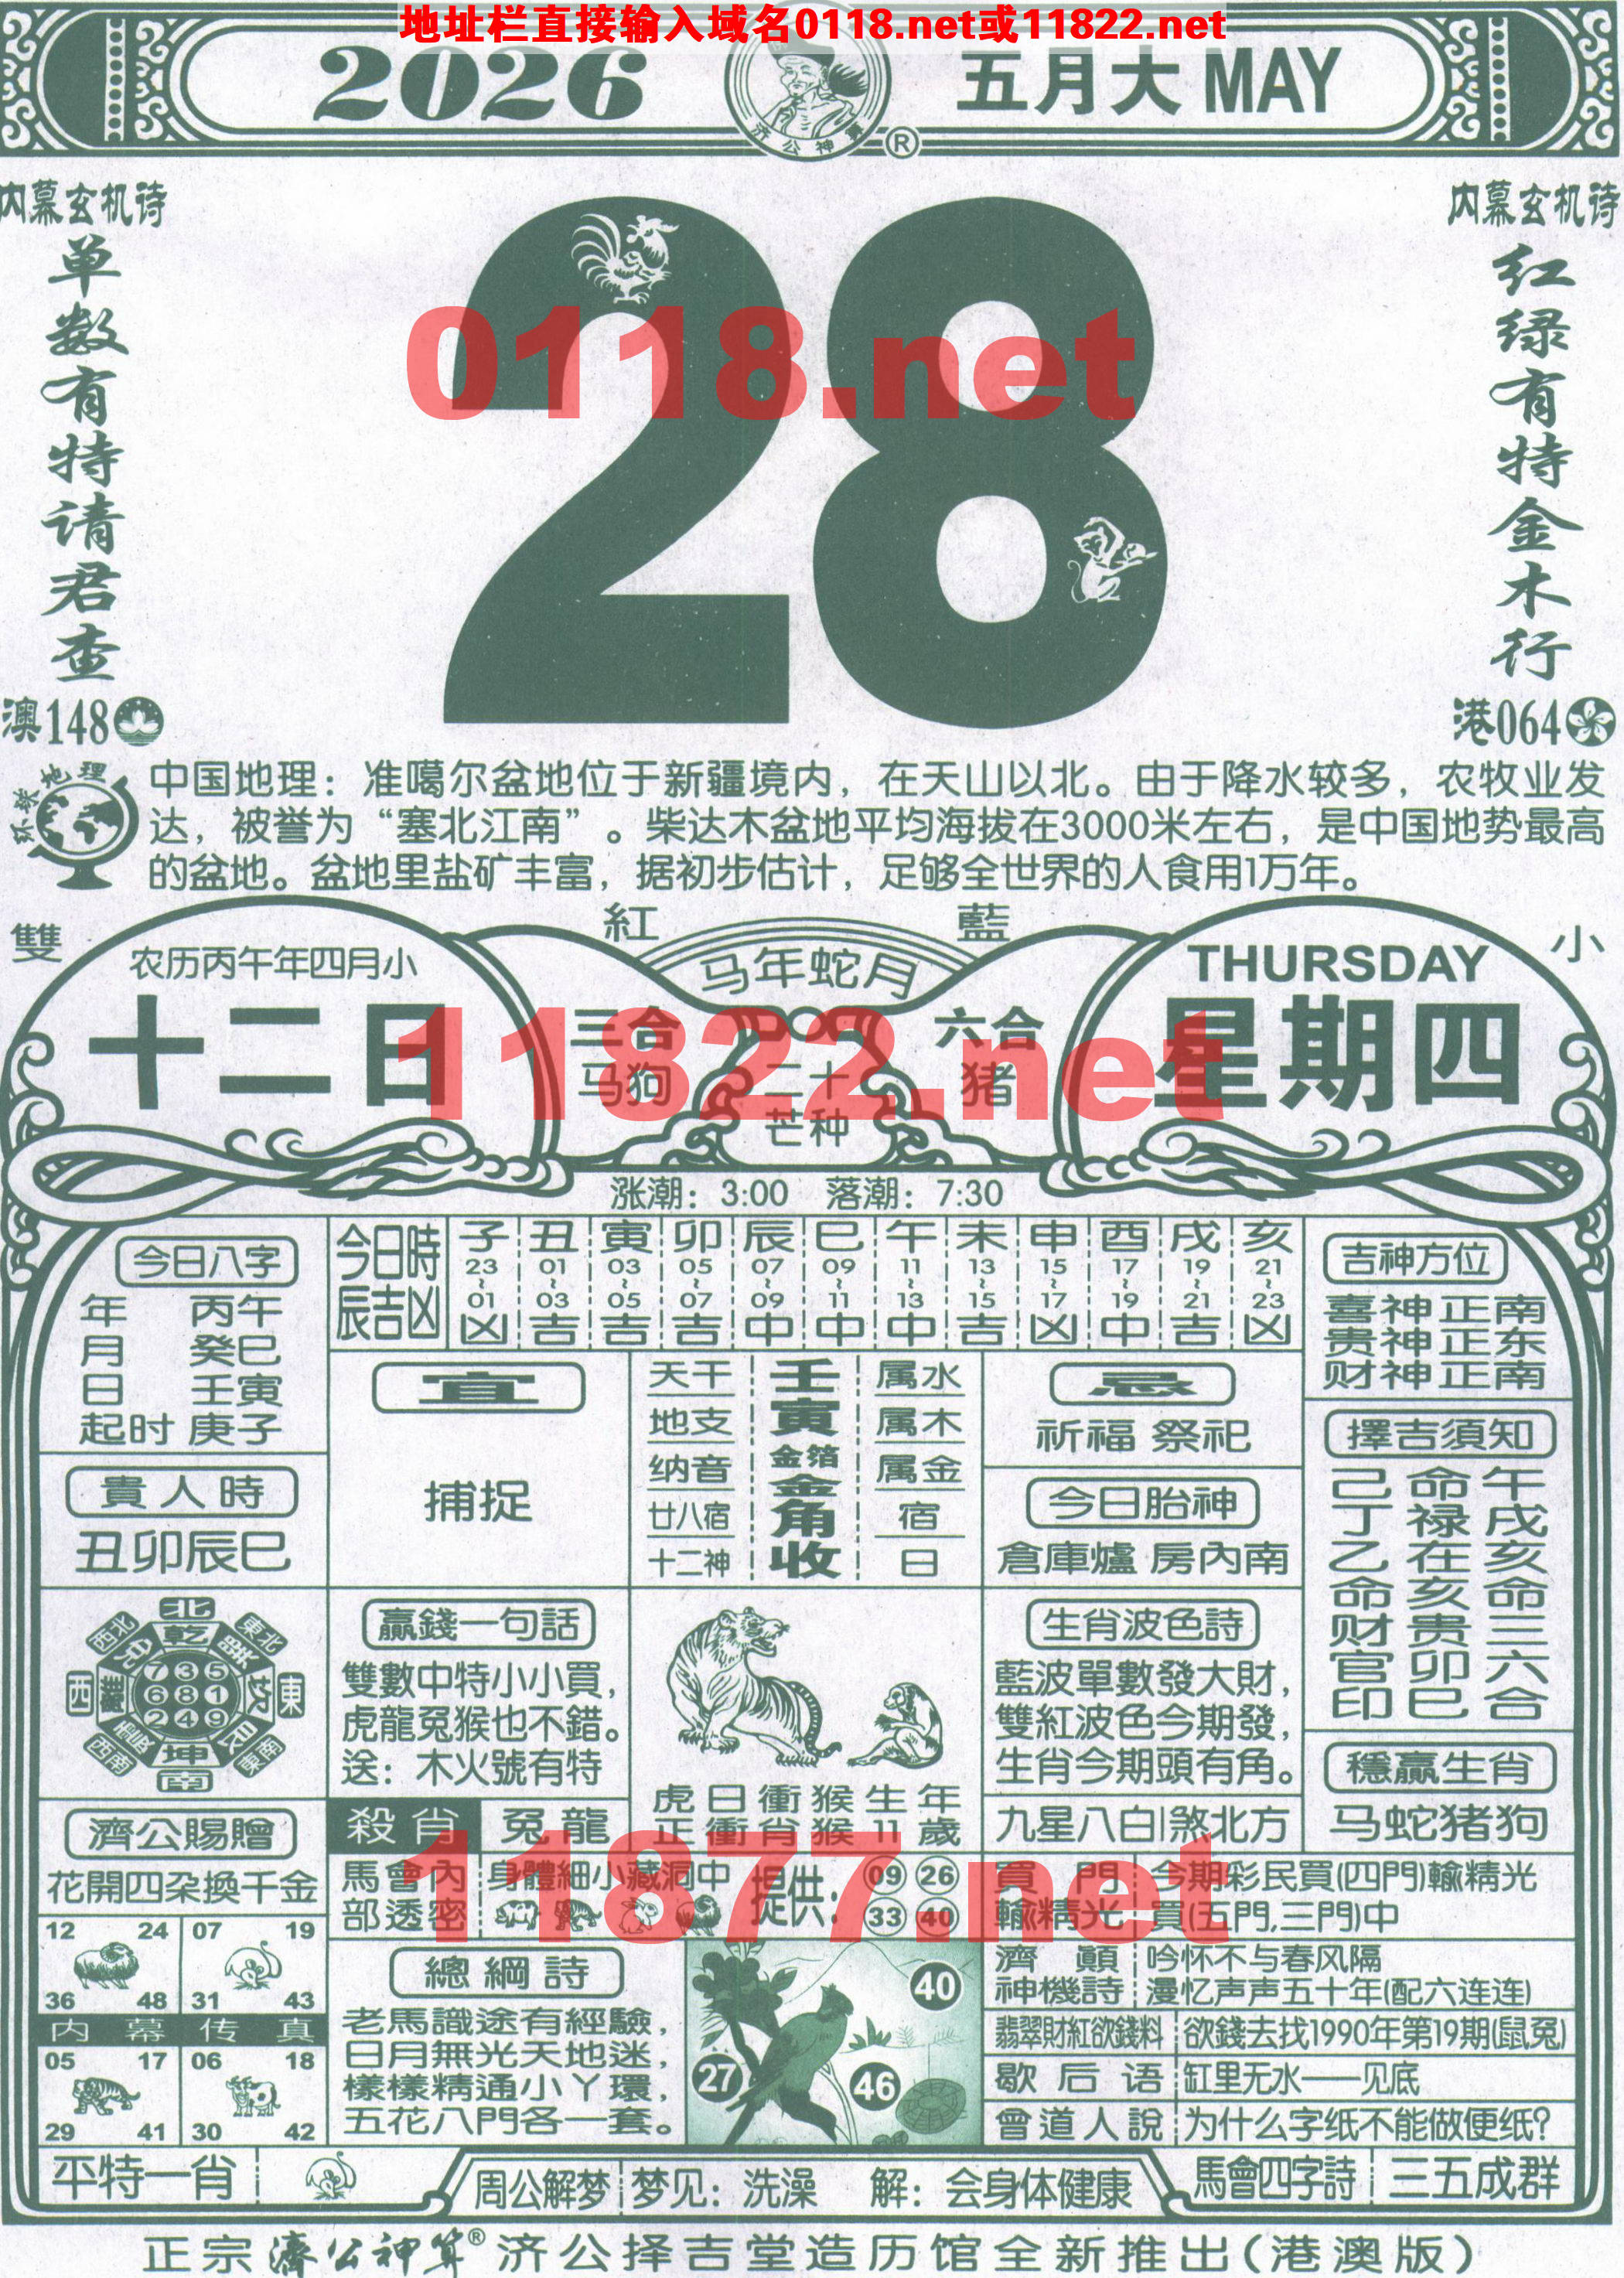 地址栏直接输入域名0118.net或11822.net
2026
五月大 MAY
济公神算
®
内幕玄机诗
单数有特请君查
澳148
内幕玄机诗
红绿有特金木行
港064
28
0118.net
环球地理
中国地理：准噶尔盆地位于新疆境内，在天山以北。由于降水较多，农牧业发
达，被誉为“塞北江南”。柴达木盆地平均海拔在3000米左右，是中国地势最高
的盆地。盆地里盐矿丰富，据初步估计，足够全世界的人食用1万年。
雙
紅
藍
小
农历丙午年四月小
十二日
马年蛇月
三合
马狗
二十
芒种
六合
猪
THURSDAY
星期四
11822.net
涨潮：3:00 落潮：7:30
今日八字
年 丙午
月 癸巳
日 壬寅
起时 庚子
貴人時
丑卯辰巳
今日時
辰吉凶
子 丑 寅 卯 辰 巳 午 未 申 酉 戌 亥
23~01 01~03 03~05 05~07 07~09 09~11 11~13 13~15 15~17 17~19 19~21 21~23
凶 吉 吉 吉 中 中 中 吉 凶 中 吉 凶
宜
捕捉
天干 壬 属水
地支 寅 属木
纳音 金箔金 属金
廿八宿 角 宿
十二神 收 日
忌
祈福 祭祀
今日胎神
倉庫爐 房內南
吉神方位
喜神正南
贵神正东
财神正南
擇吉須知
己命午
丁禄戌
乙在亥
命亥命
财贵三
官卯六
印巳合
穩贏生肖
马蛇猪狗
北
東北
東
東南
南
西南
西
西北
乾
坎
艮
坤
兌
735
681
249
贏錢一句話
雙數中特小小買，
虎龍兔猴也不錯。
送：木火號有特
虎日衝猴生年
正衝肖猴11歲
生肖波色詩
藍波單數發大財，
雙紅波色今期發，
生肖今期頭有角。
九星八白 煞北方
濟公賜贈
花開四朵換千金
殺肖 兔龍
11877.net
馬會內
部透密
身體細小藏洞中
提供：
09 26
33 40
買門
輸精光
今期彩民買(四門)輸精光
買(五門,三門)中
12 24
36 48
07 19
31 43
内幕传真
05 17
29 41
06 18
30 42
總綱詩
老馬識途有經驗，
日月無光天地迷，
樣樣精通小丫環，
五花八門各一套。
40
27
46
濟顛
神機詩
吟怀不与春风隔
漫忆声声五十年(配六连连)
翡翠財紅欲錢料 欲錢去找1990年第19期(鼠兔)
歇后语 缸里无水——见底
曾道人說 为什么字纸不能做便纸?
平特一肖
周公解梦 梦见：洗澡 解：会身体健康
馬會四字詩 三五成群
正宗濟公神算®济公择吉堂造历馆全新推出(港澳版)